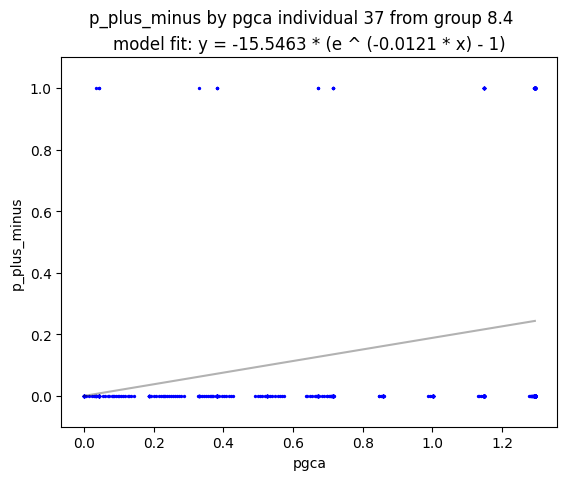 p_plus_minus by pgca individual 37 from group 8.4
model fit: y = -15.5463 * (e ^ (-0.0121 * x) - 1)
1.0
0.8
0.6
0.4
0.2
0.0
p_plus_minus
0.0 0.2 0.4 0.6 0.8 1.0 1.2
pgca